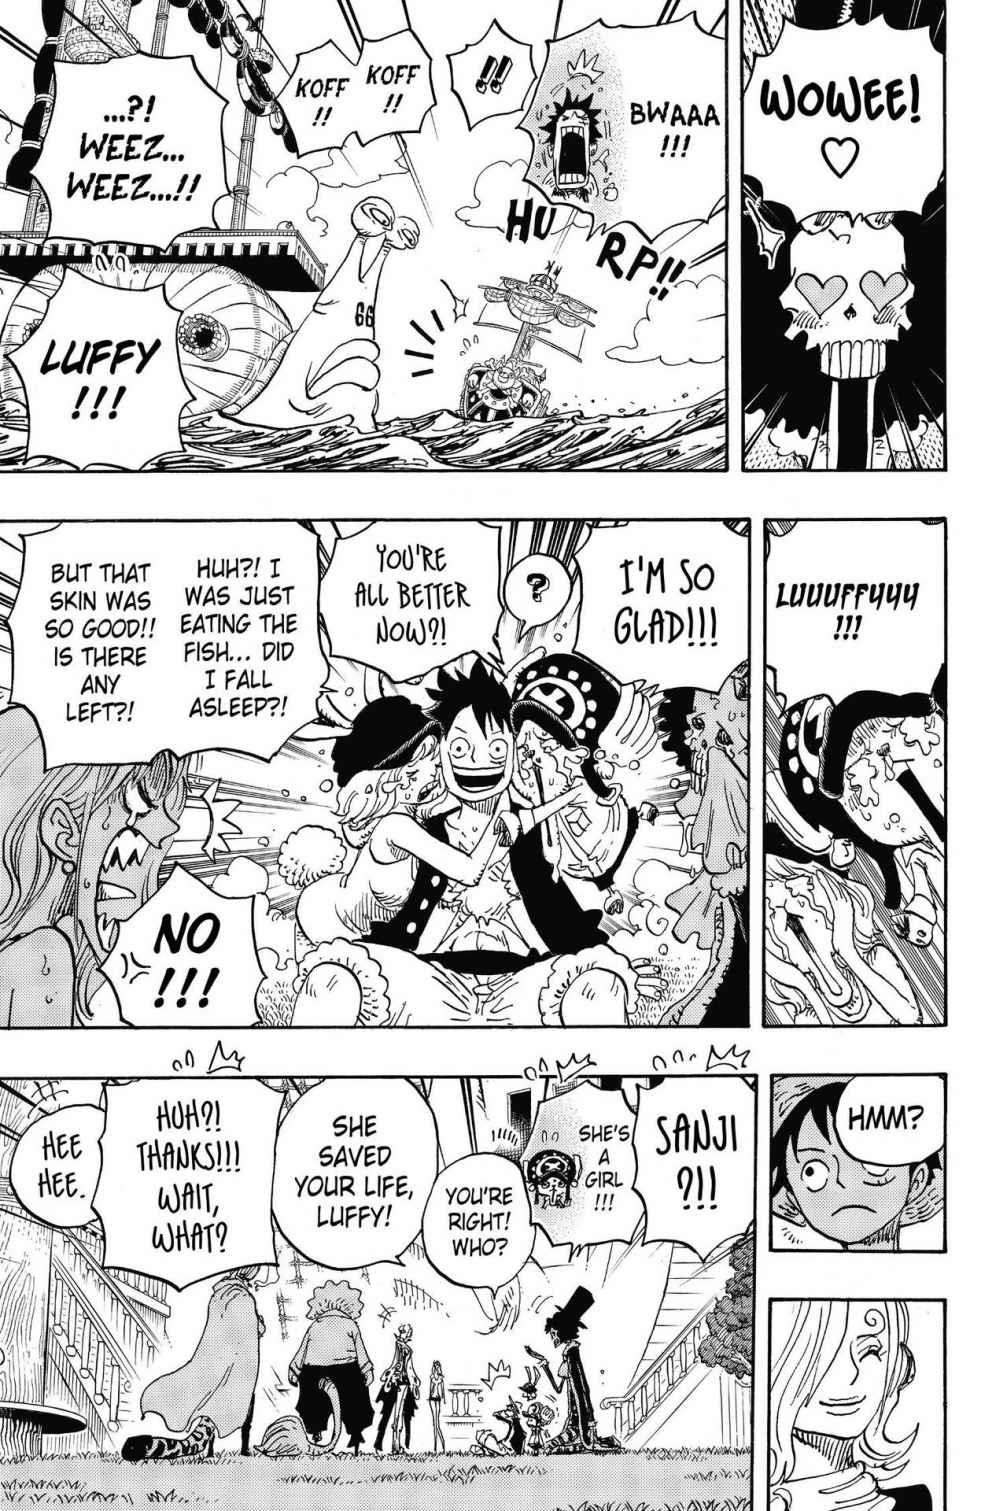 WOWEE!
♡
BWAAA
!!!
!!
KOFF
!!
KOFF
!!
HURP!!
...?!
WEEZ...
WEEZ...!!
66
LUFFY
!!!
LUUUFFYYY
!!!
I'M SO
GLAD!!!
?
YOU'RE
ALL BETTER
NOW?!
HUH?! I
WAS JUST
EATING THE
FISH... DID
I FALL
ASLEEP?!
BUT THAT
SKIN WAS
SO GOOD!!
IS THERE
ANY
LEFT?!
NO
!!!
HMM?
SANJI
?!!
SHE'S
A
GIRL
!!!
YOU'RE
RIGHT!
WHO?
SHE
SAVED
YOUR LIFE,
LUFFY!
HUH?!
THANKS!!!
WAIT,
WHAT?
HEE
HEE.